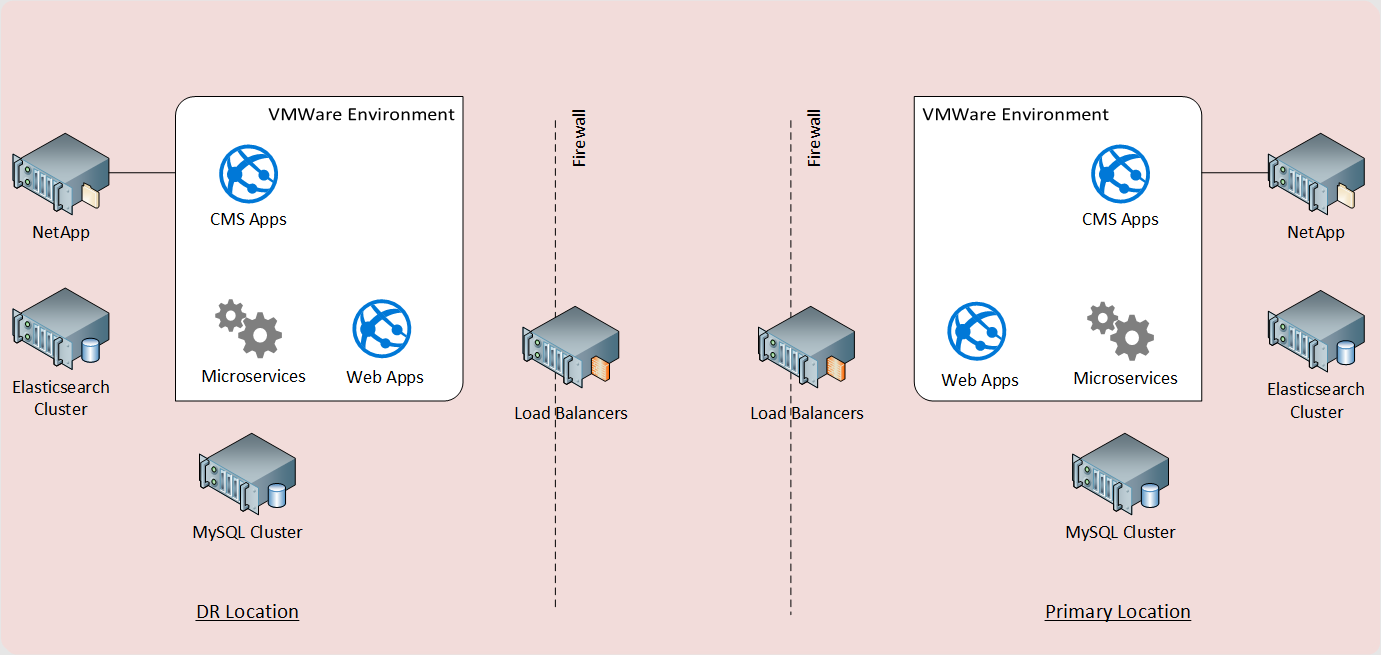 VMWare Environment
CMS Apps
NetApp
Microservices
Web Apps
Elasticsearch
Cluster
MySQL Cluster
DR Location
Firewall
Load Balancers
Firewall
Load Balancers
VMWare Environment
CMS Apps
NetApp
Web Apps
Microservices
Elasticsearch
Cluster
MySQL Cluster
Primary Location